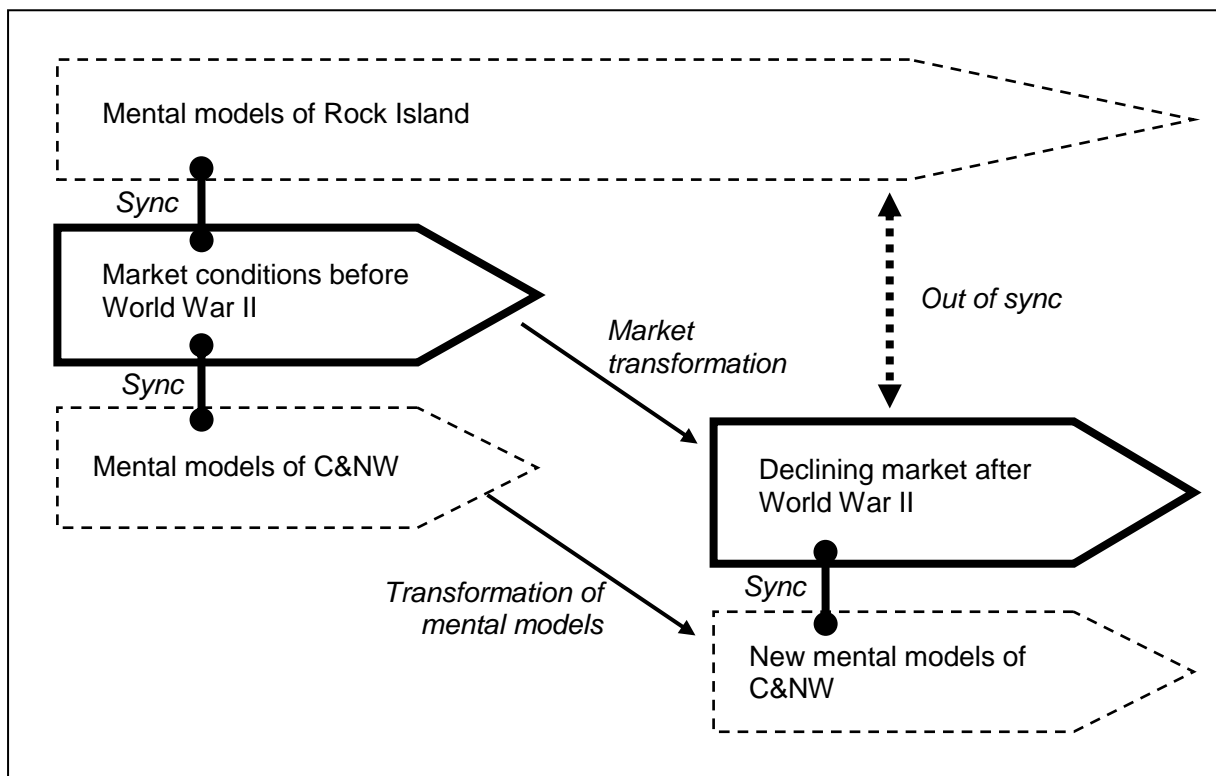 Mental models of Rock Island
Sync
Market conditions before
World War II
Out of sync
Market
transformation
Sync
Mental models of C&NW
Declining market after
World War II
Transformation of
mental models
Sync
New mental models of
C&NW